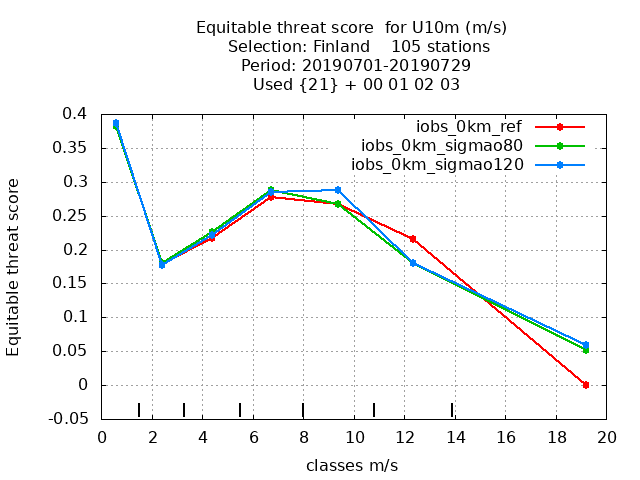 Equitable threat score  for U10m (m/s)
Selection: Finland    105 stations
Period: 20190701-20190729
Used {21} + 00 01 02 03
iobs_0km_ref
iobs_0km_sigmao80
iobs_0km_sigmao120
Equitable threat score
0.4
0.35
0.3
0.25
0.2
0.15
0.1
0.05
0
-0.05
0 2 4 6 8 10 12 14 16 18 20
classes m/s